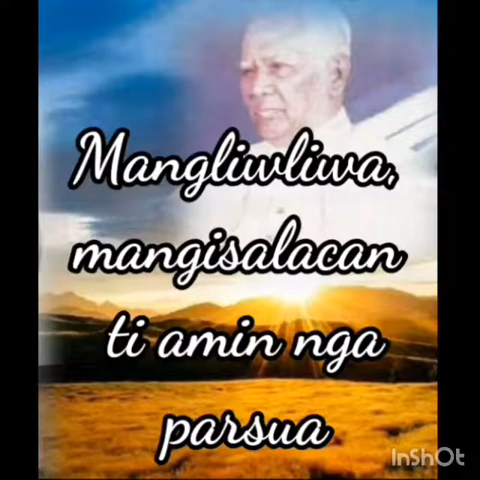 Mangliwliwa,
mangisalacan
ti amin nga
parsua
InShOt